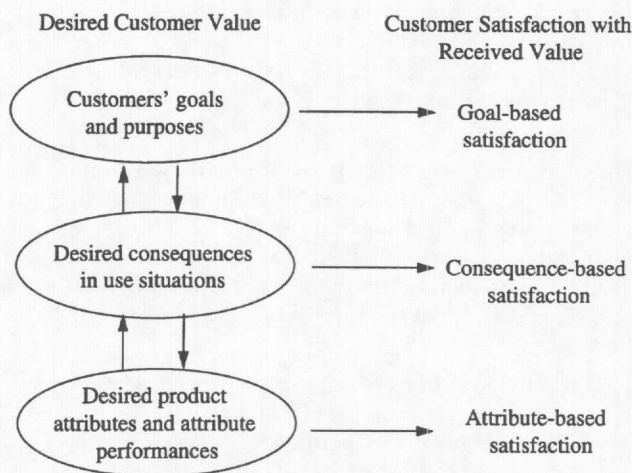 Desired Customer Value
Customer Satisfaction with
Received Value
Customers' goals
and purposes
Goal-based
satisfaction
Desired consequences
in use situations
Consequence-based
satisfaction
Desired product
attributes and attribute
performances
Attribute-based
satisfaction